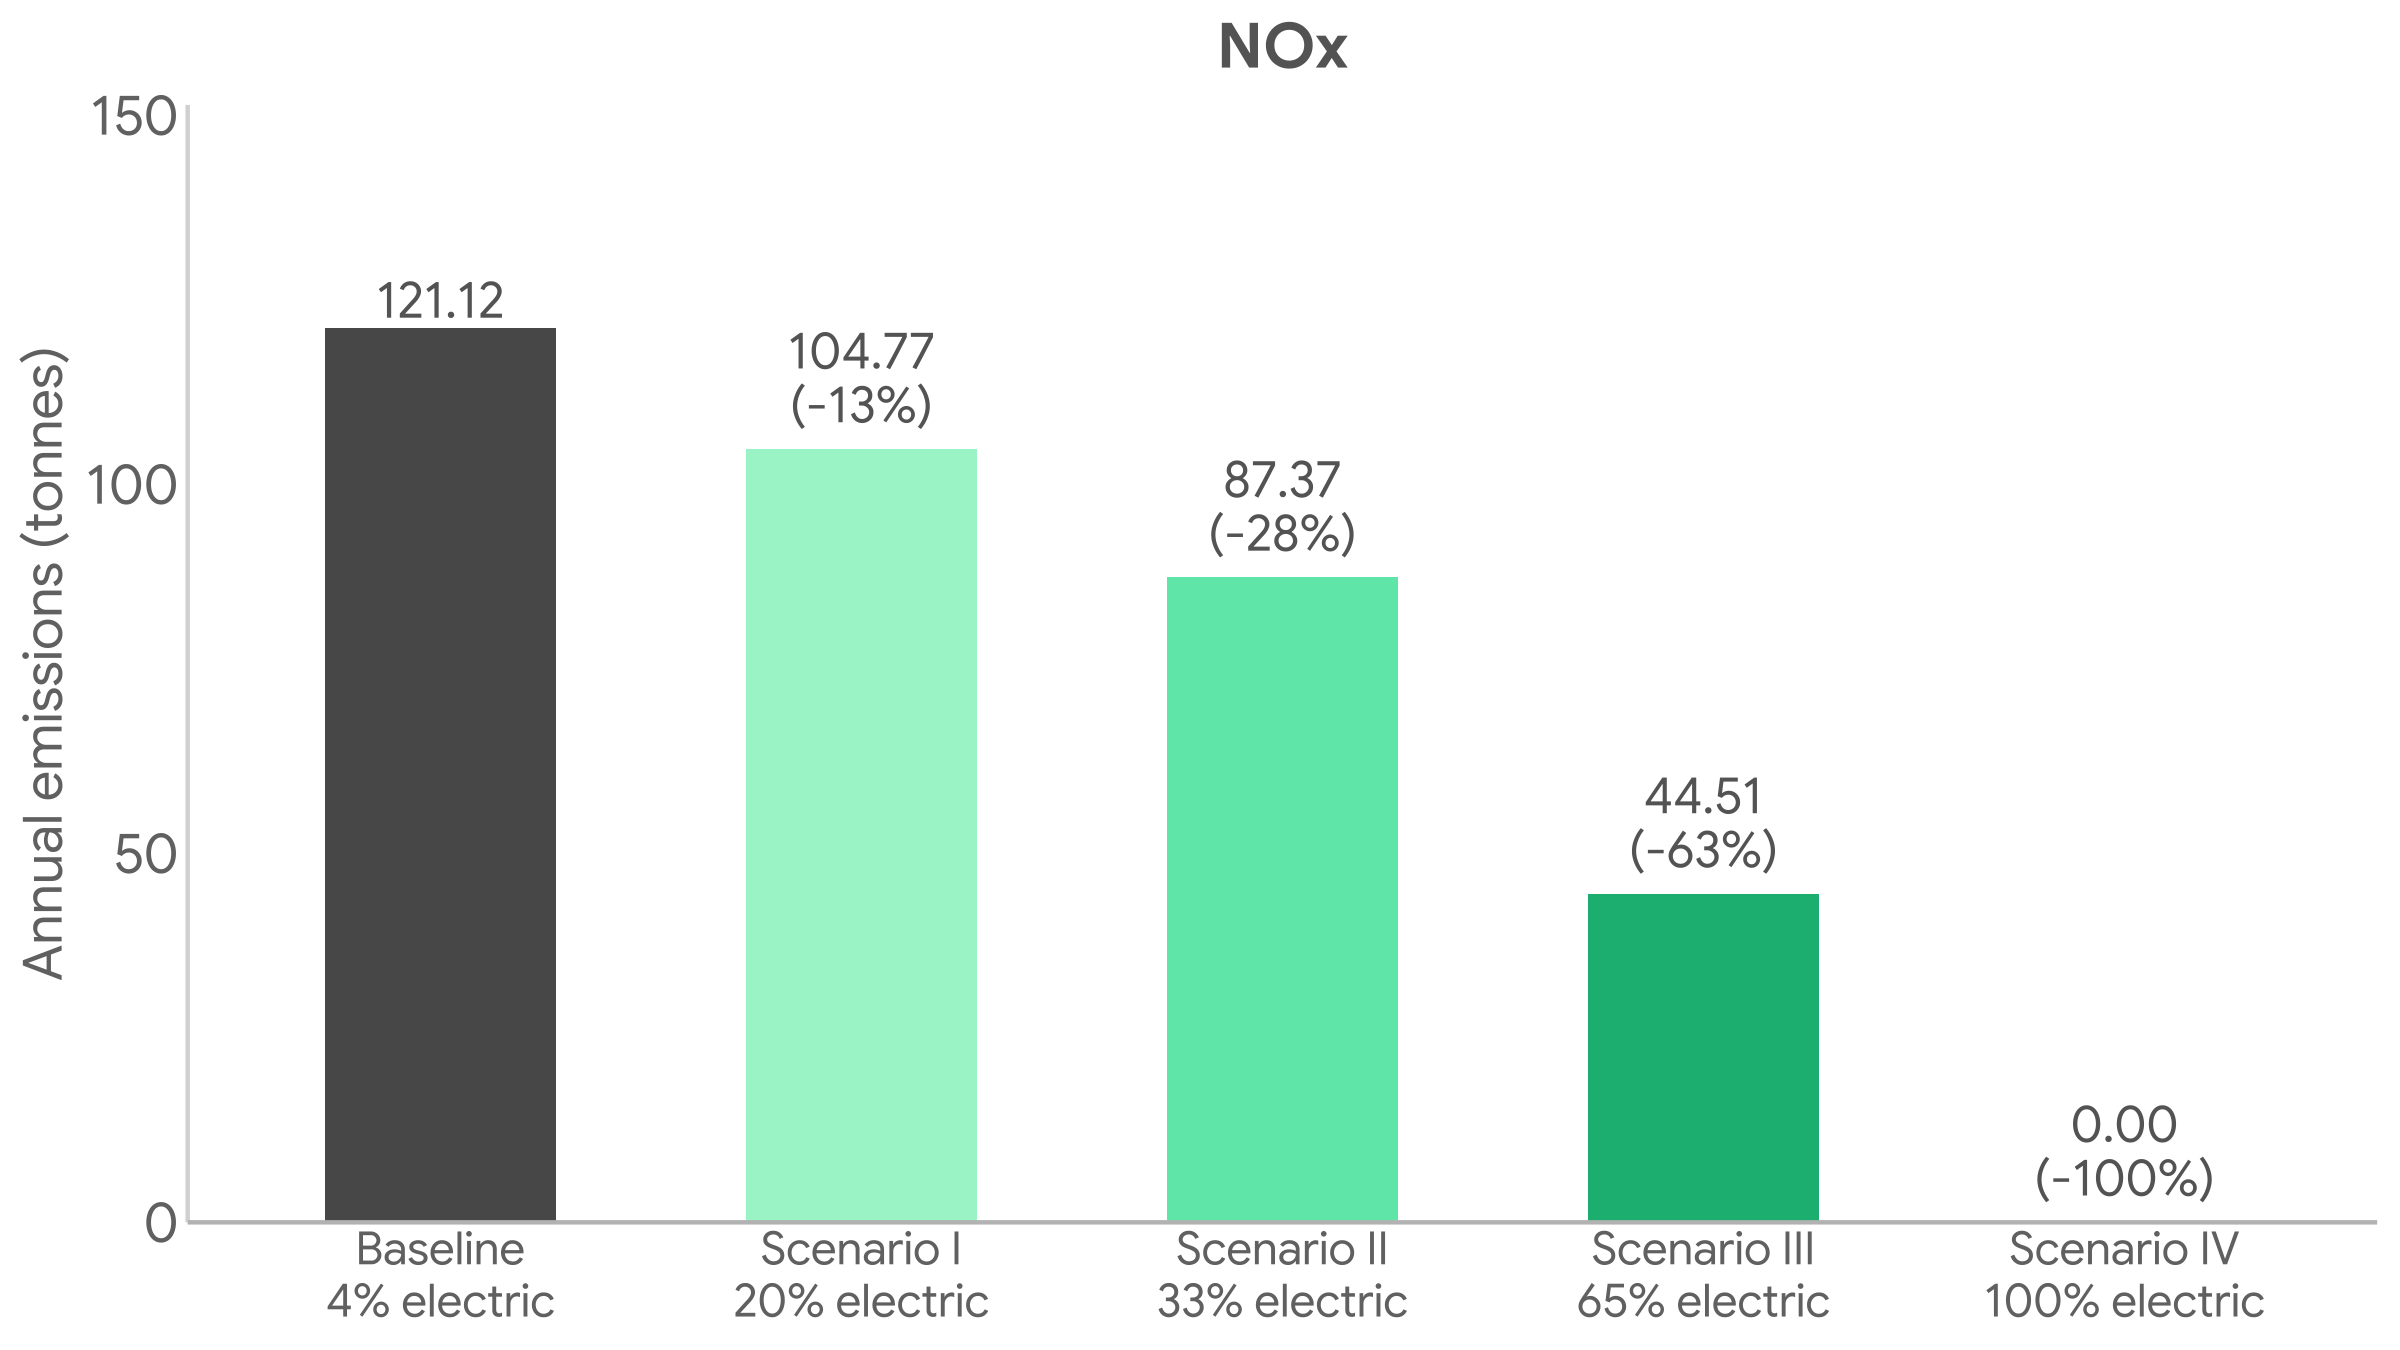 NOx
Annual emissions (tonnes)
150
100
50
0
121.12
104.77
(-13%)
87.37
(-28%)
44.51
(-63%)
0.00
(-100%)
Baseline
4% electric
Scenario I
20% electric
Scenario II
33% electric
Scenario III
65% electric
Scenario IV
100% electric